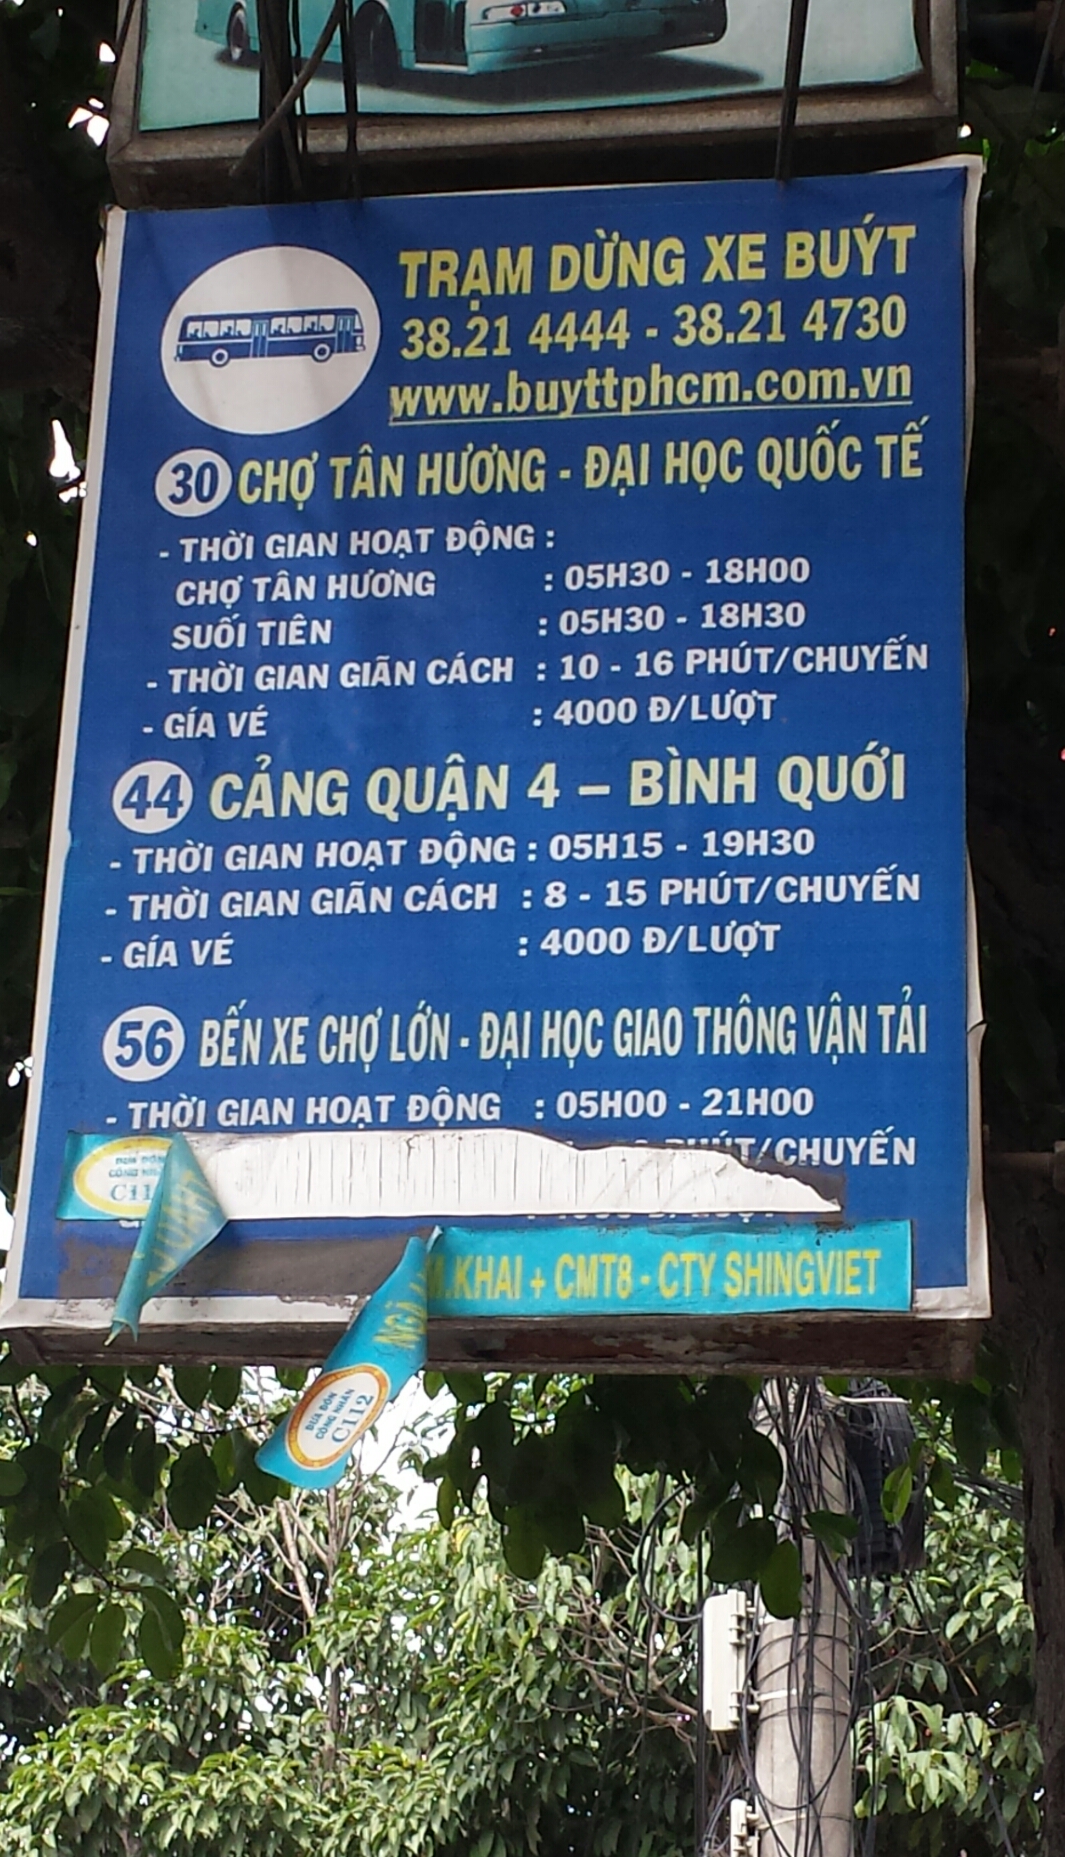 TRẠM DỪNG XE BUÝT
38.21 4444 - 38.21 4730
www.buyttphcm.com.vn
30 CHỢ TÂN HƯƠNG - ĐẠI HỌC QUỐC TẾ
- THỜI GIAN HOẠT ĐỘNG :
CHỢ TÂN HƯƠNG : 05H30 - 18H00
SUỐI TIÊN : 05H30 - 18H30
- THỜI GIAN GIÃN CÁCH : 10 - 16 PHÚT/CHUYẾN
- GÍA VÉ : 4000 Đ/LƯỢT
44 CẢNG QUẬN 4 – BÌNH QUỚI
- THỜI GIAN HOẠT ĐỘNG : 05H15 - 19H30
- THỜI GIAN GIÃN CÁCH : 8 - 15 PHÚT/CHUYẾN
- GÍA VÉ : 4000 Đ/LƯỢT
56 BẾN XE CHỢ LỚN - ĐẠI HỌC GIAO THÔNG VẬN TẢI
- THỜI GIAN HOẠT ĐỘNG : 05H00 - 21H00
PHÚT/CHUYẾN
M.KHAI + CMT8 - CTY SHINGVIET
NGÃ
ĐƯA ĐÓN
CÔNG NHÂN
C112